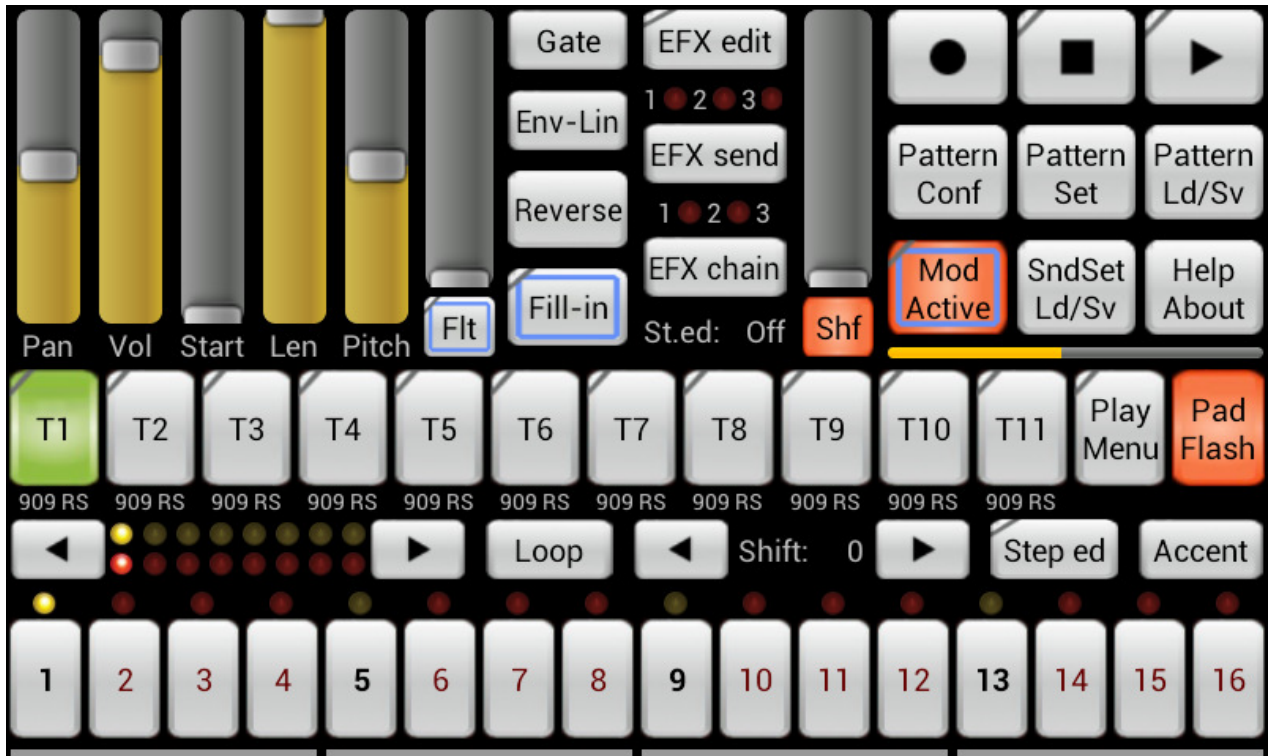 Gate
EFX edit
1 2 3
Env-Lin
EFX send
Pattern Conf
Pattern Set
Pattern Ld/Sv
Reverse
1 2 3
EFX chain
Mod Active
SndSet Ld/Sv
Help About
Fill-in
Flt
St.ed: Off
Shf
Pan Vol Start Len Pitch
T1 T2 T3 T4 T5 T6 T7 T8 T9 T10 T11
Play Menu
Pad Flash
909 RS 909 RS 909 RS 909 RS 909 RS 909 RS 909 RS 909 RS 909 RS 909 RS 909 RS
Loop Shift: 0 Step ed Accent
1 2 3 4 5 6 7 8 9 10 11 12 13 14 15 16